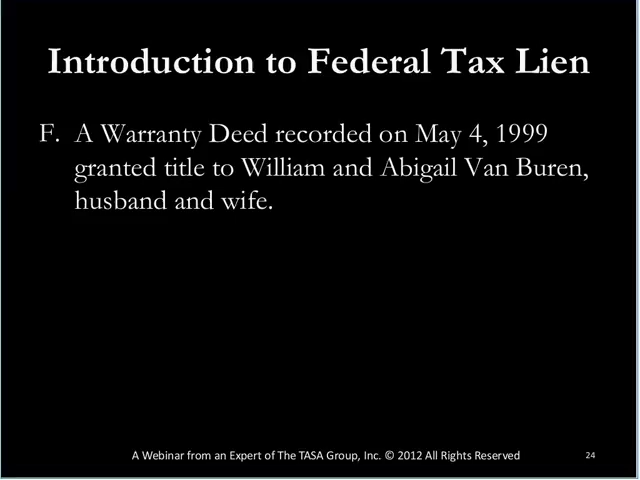 Introduction to Federal Tax Lien
F. A Warranty Deed recorded on May 4, 1999
granted title to William and Abigail Van Buren,
husband and wife.
A Webinar from an Expert of The TASA Group, Inc. © 2012 All Rights Reserved
24